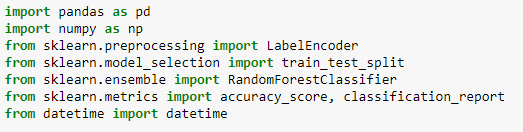 import pandas as pd
import numpy as np
from sklearn.preprocessing import LabelEncoder
from sklearn.model_selection import train_test_split
from sklearn.ensemble import RandomForestClassifier
from sklearn.metrics import accuracy_score, classification_report
from datetime import datetime